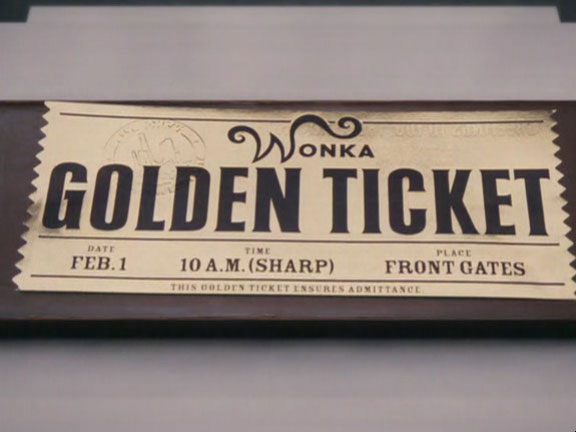 WONKA
GOLDEN TICKET
DATE TIME PLACE
FEB. 1 10 A.M. (SHARP) FRONT GATES
THIS GOLDEN TICKET ENSURES ADMITTANCE.